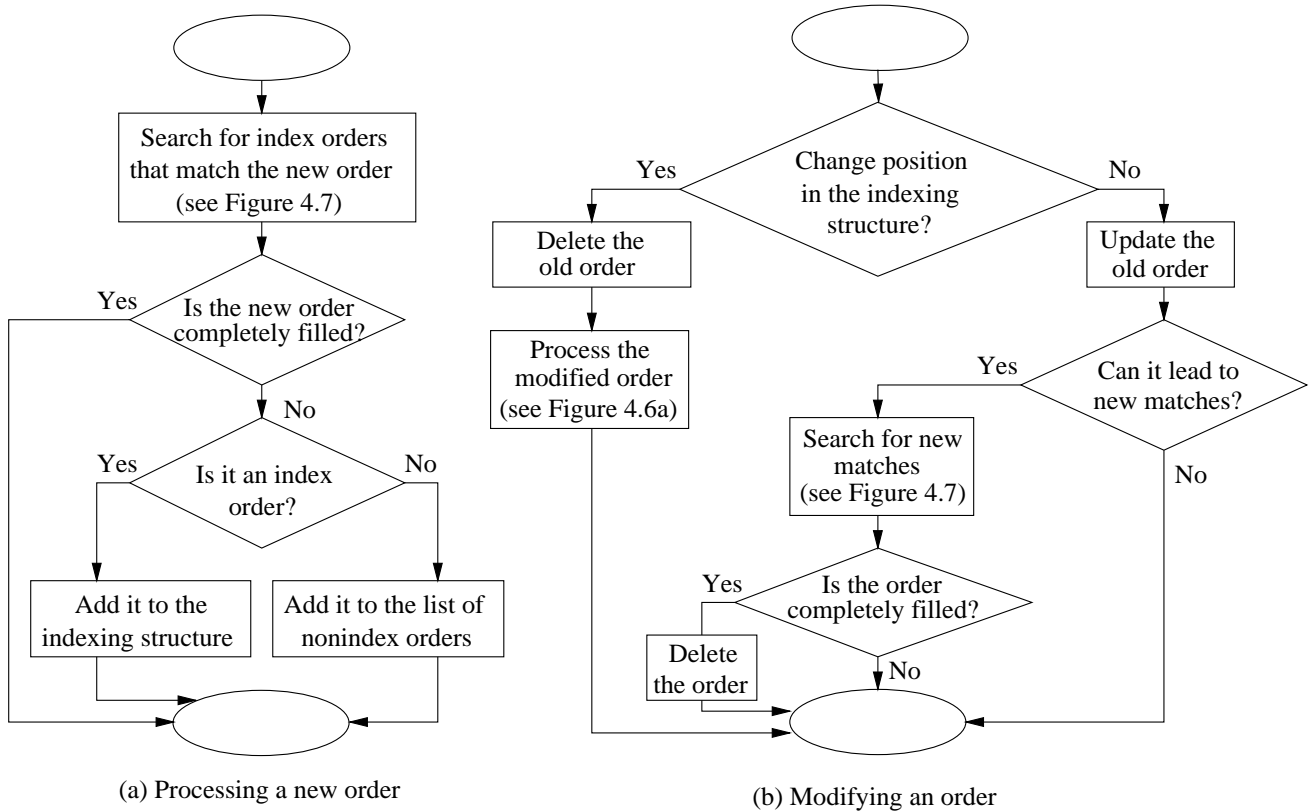 Search for index orders
that match the new order
(see Figure 4.7)
Yes
Is the new order
completely filled?
No
Yes
Is it an index
order?
No
Add it to the
indexing structure
Add it to the list of
nonindex orders
(a) Processing a new order
Yes
Change position
in the indexing
structure?
No
Delete the
old order
Update the
old order
Process the
modified order
(see Figure 4.6a)
Yes
Can it lead to
new matches?
No
Search for new
matches
(see Figure 4.7)
Yes
Is the order
completely filled?
No
Delete
the order
(b) Modifying an order